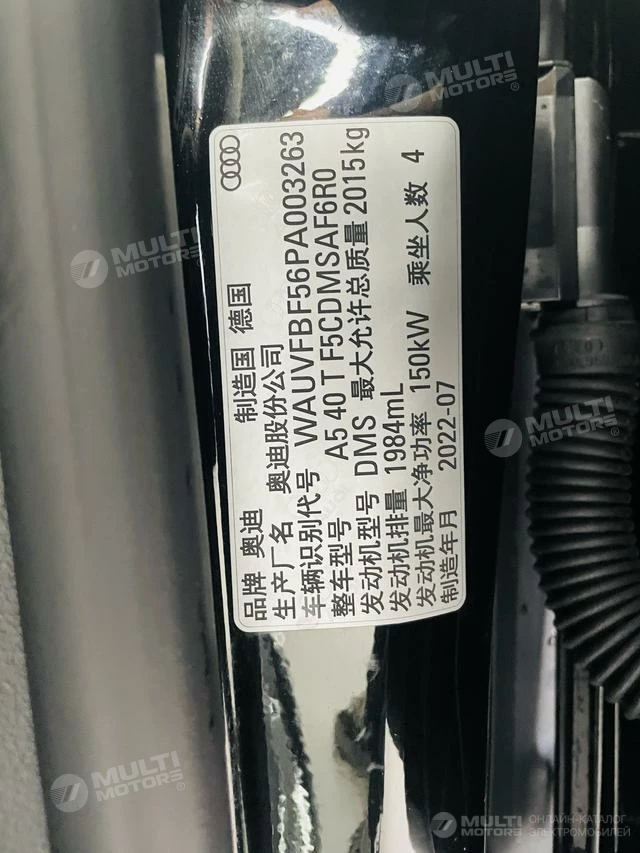 品牌 奥迪 制造国 德国
生产厂名 奥迪股份公司
车辆识别代号 WAUVFBF56PA003263
整车型号 A5 40 T F5CDMSAF6R0
发动机型号 DMS 最大允许总质量 2015kg
发动机排量 1984mL
发动机最大净功率 150kW 乘坐人数 4
制造年月 2022-07
MULTI
MOTORS®
MULTI
MOTORS®
MULTI
MOTORS®
MULTI
MOTORS®
MULTI
MOTORS®
ОНЛАЙН-КАТАЛОГ
ЭЛЕКТРОМОБИЛЕЙ